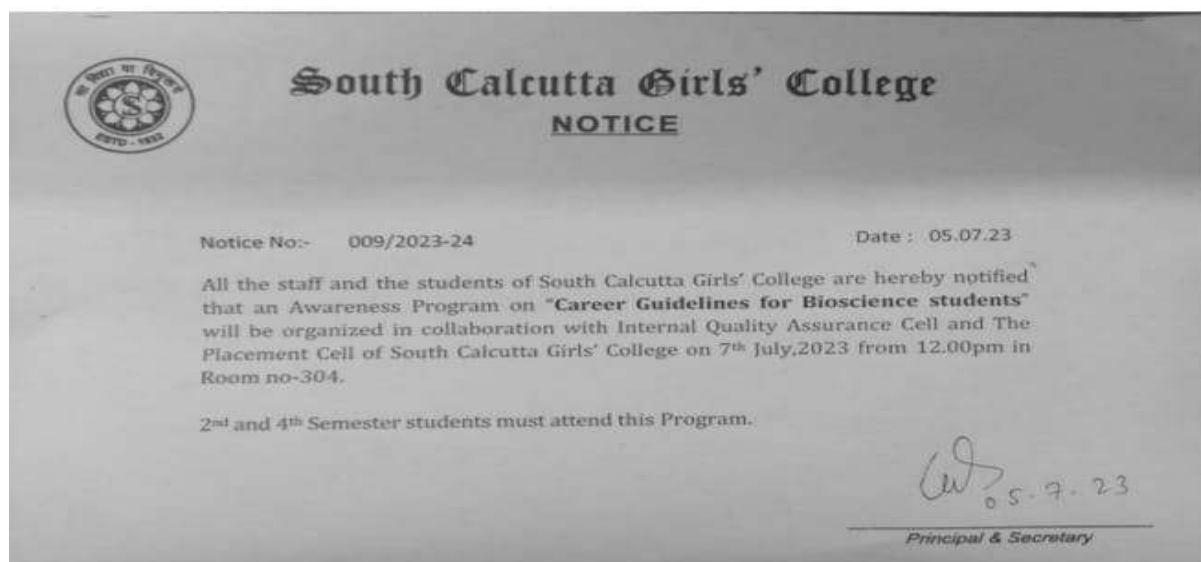 सा विद्या या विमुक्तये
S
ESTD - 1932
South Calcutta Girls' College
NOTICE
Notice No:- 009/2023-24 Date : 05.07.23
All the staff and the students of South Calcutta Girls' College are hereby notified
that an Awareness Program on "Career Guidelines for Bioscience students"
will be organized in collaboration with Internal Quality Assurance Cell and The
Placement Cell of South Calcutta Girls' College on 7th July,2023 from 12.00pm in
Room no-304.
2nd and 4th Semester students must attend this Program.
05.7.23
Principal & Secretary